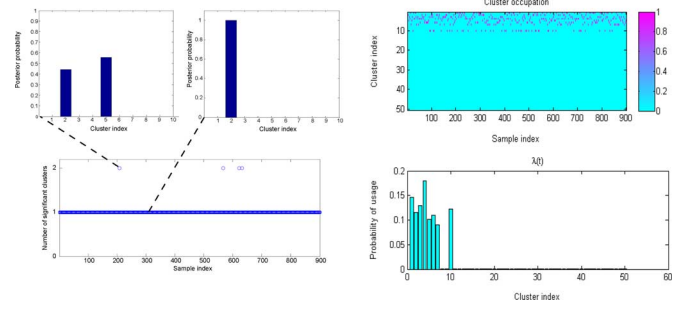 Posterior probability
1
0.9
0.8
0.7
0.6
0.5
0.4
0.3
0.2
0.1
0
1 2 3 4 5 6 7 8 9 10
Cluster index
Posterior probability
1
0.8
0.6
0.4
0.2
0
1 2 3 4 5 6 7 8 9 10
Cluster index
Number of significant clusters
2
1
0
100 200 300 400 500 600 700 800 900
Sample index
Cluster occupation
Cluster index
10
20
30
40
50
100 200 300 400 500 600 700 800 900
Sample index
1
0.8
0.6
0.4
0.2
0
λ(t)
Probability of usage
0.2
0.15
0.1
0.05
0
0 10 20 30 40 50 60
Cluster index